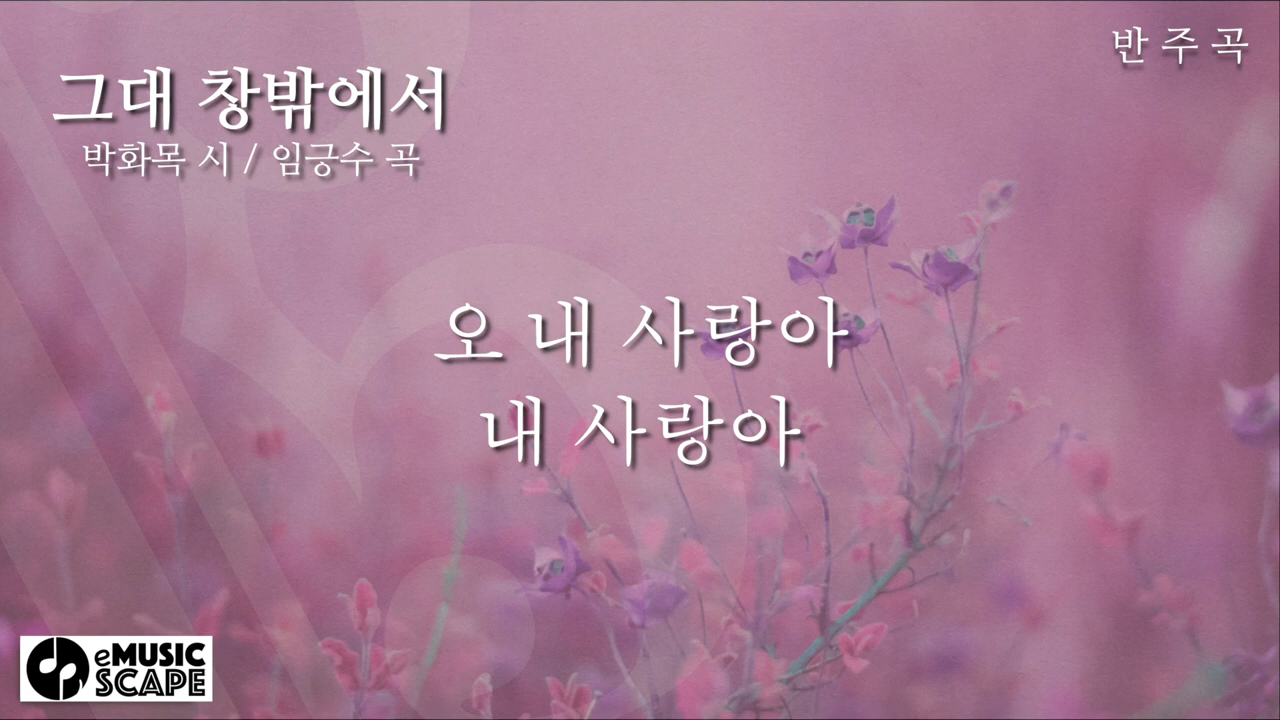 반 주 곡
그대 창밖에서
박화목 시 / 임긍수 곡
오 내 사랑아
내 사랑아
eMUSIC
SCAPE